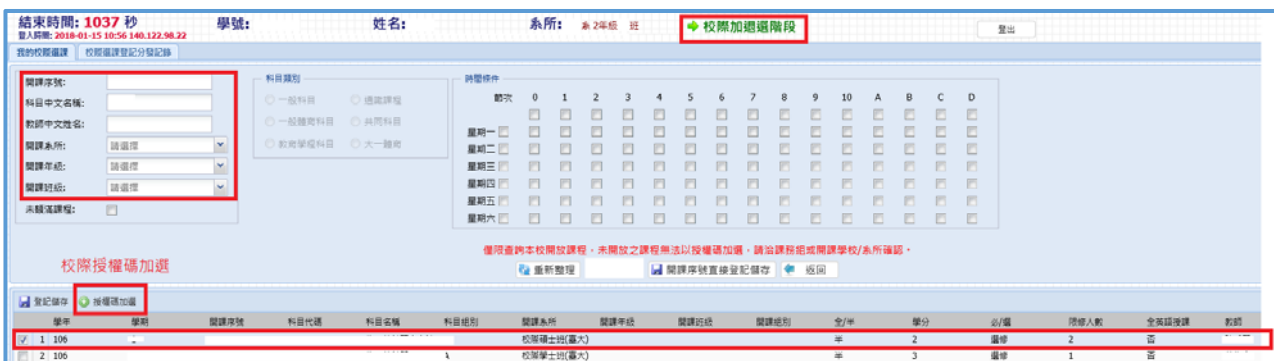 結束時間: 1037 秒 學號: 姓名: 系所: 系 2年級 班 校際加退選階段 登出
登入時間: 2018-01-15 10:56 140.122.98.22
我的校際選課 校際選課登記分發記錄
開課序號:
科目中文名稱:
教師中文姓名:
開課系所: 請選擇
開課年級: 請選擇
開課班級: 請選擇
未額滿課程:
科目類別
一般科目 通識課程
一般體育科目 共同科目
教育學程科目 大一體育
時間條件
節次 0 1 2 3 4 5 6 7 8 9 10 A B C D
星期一
星期二
星期三
星期四
星期五
星期六
僅限查詢本校開放課程，未開放之課程無法以授權碼加選，請洽課務組或開課學校/系所確認。
校際授權碼加選
重新整理 開課序號直接登記儲存 返回
登記儲存 授權碼加選
學年 學期 開課序號 科目代碼 科目名稱 科目組別 開課系所 開課年級 開課班級 開課組別 全/半 學分 必/選 限修人數 全英語授課 教師
1 106 校際碩士班(臺大) 半 2 選修 2 否
2 106 校際學士班(臺大) 半 3 選修 1 否